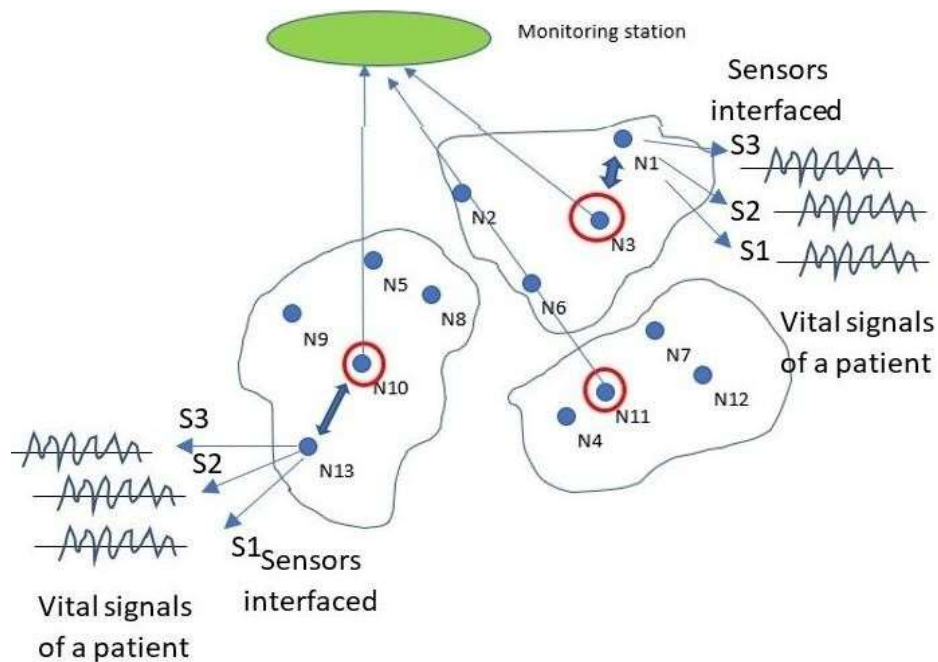 Monitoring station
Sensors
interfaced
S3
N1
S2
N2
N3
S1
N5
N6
N8
Vital signals
of a patient
N9
N7
N10
N12
N11
S3
N4
S2
N13
S1
Sensors
interfaced
Vital signals
of a patient